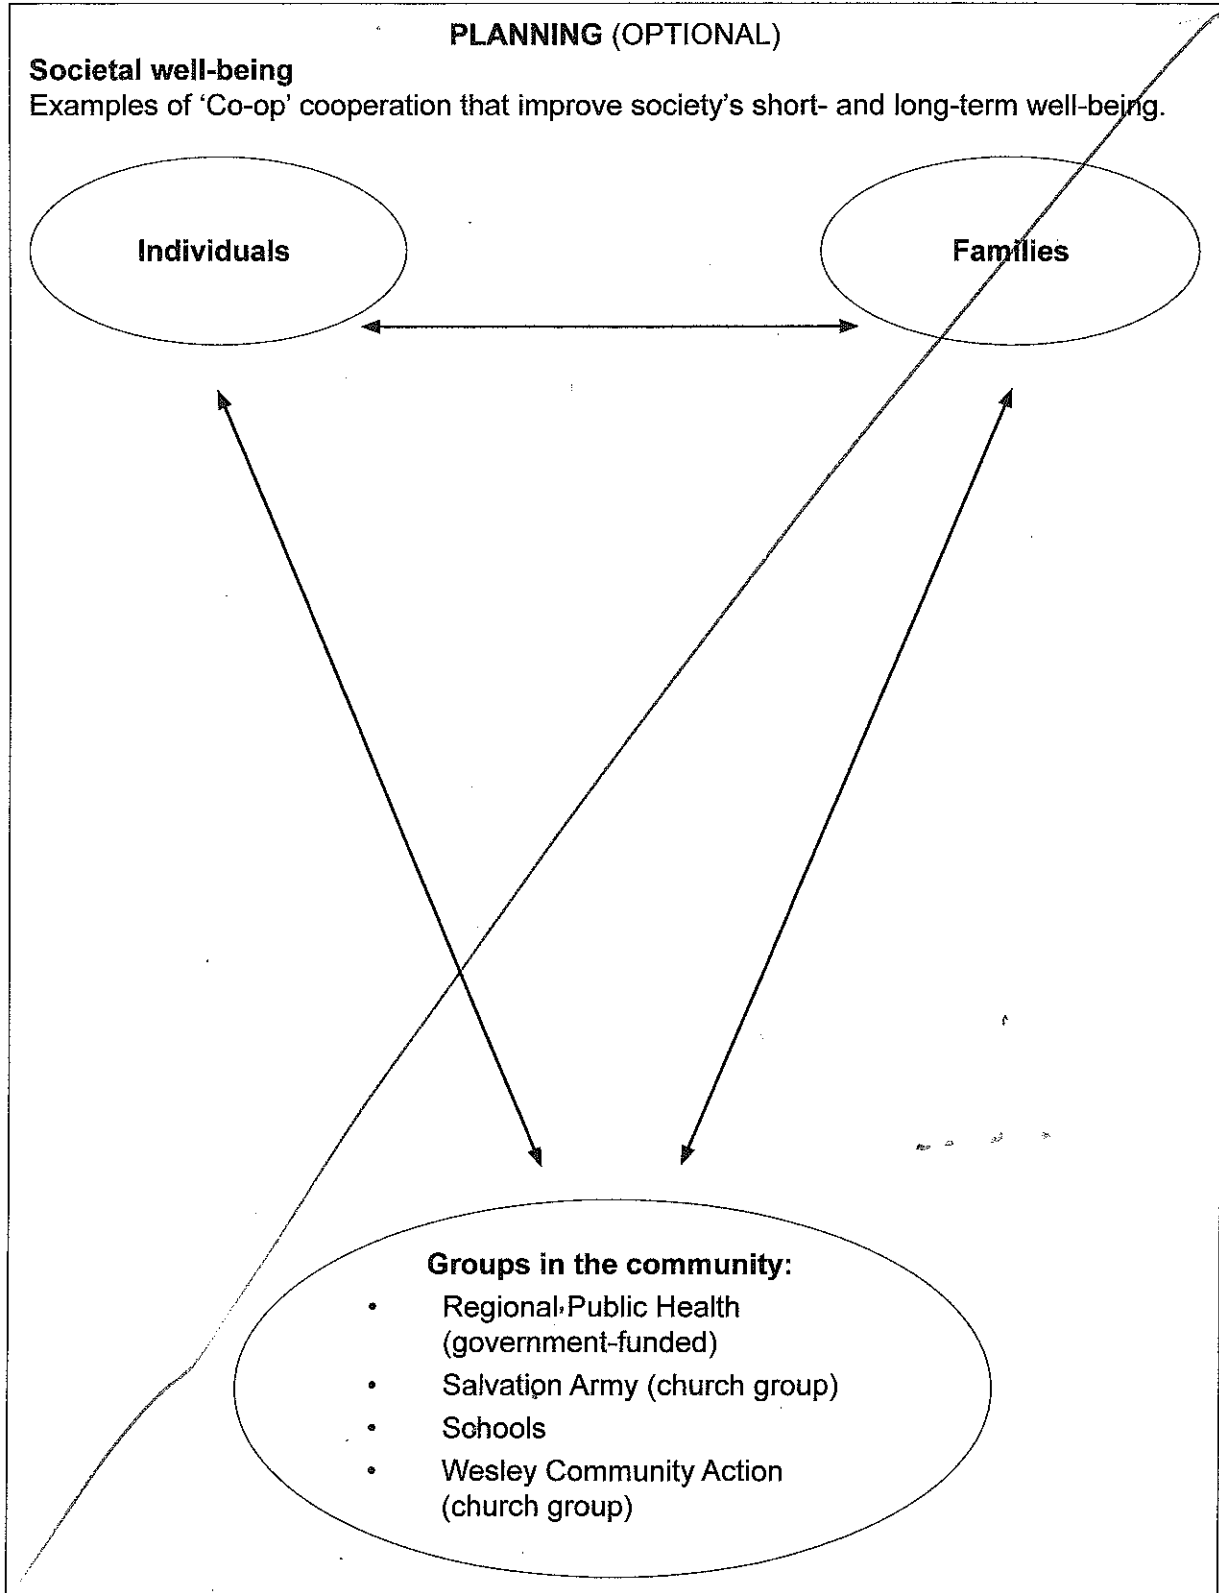 PLANNING (OPTIONAL)
Societal well-being
Examples of ‘Co-op’ cooperation that improve society’s short- and long-term well-being.
Individuals
Families
Groups in the community:
• Regional Public Health
(government-funded)
• Salvation Army (church group)
• Schools
• Wesley Community Action
(church group)